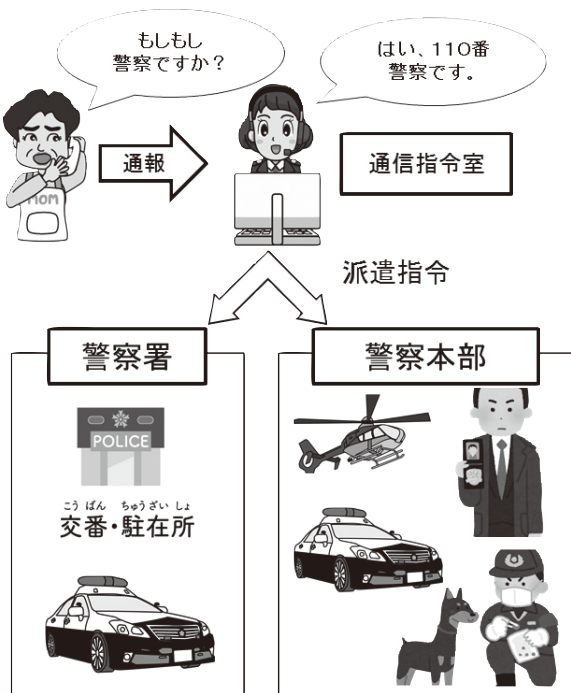 もしもし
警察ですか?
はい、110番
警察です。
通報
通信指令室
MOM
派遣指令
警察署
警察本部
POLICE
こうばん ちゅうざいしょ
交番・駐在所